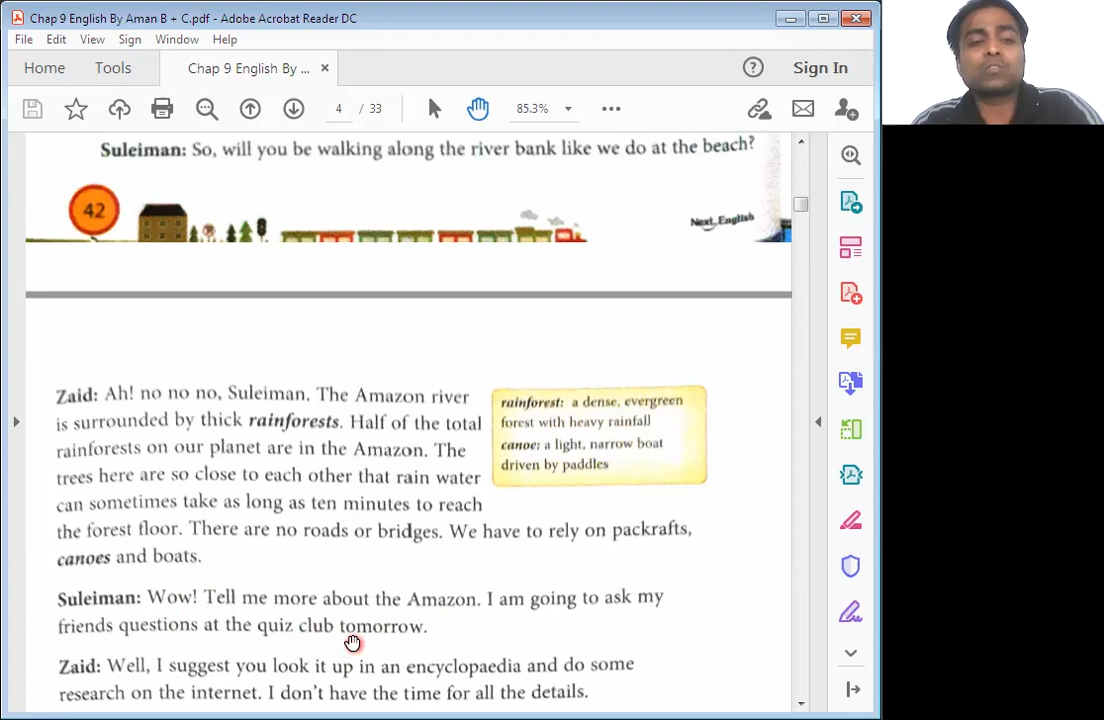 Chap 9 English By Aman B + C.pdf - Adobe Acrobat Reader DC
File Edit View Sign Window Help
Home Tools Chap 9 English By ... × ? Sign In
4 / 33 85.3%
Suleiman: So, will you be walking along the river bank like we do at the beach?
42
Next English
Zaid: Ah! no no no, Suleiman. The Amazon river
is surrounded by thick rainforests. Half of the total
rainforests on our planet are in the Amazon. The
trees here are so close to each other that rain water
can sometimes take as long as ten minutes to reach
the forest floor. There are no roads or bridges. We have to rely on packrafts,
canoes and boats.
rainforest: a dense, evergreen
forest with heavy rainfall
canoe: a light, narrow boat
driven by paddles
Suleiman: Wow! Tell me more about the Amazon. I am going to ask my
friends questions at the quiz club tomorrow.
Zaid: Well, I suggest you look it up in an encyclopaedia and do some
research on the internet. I don't have the time for all the details.